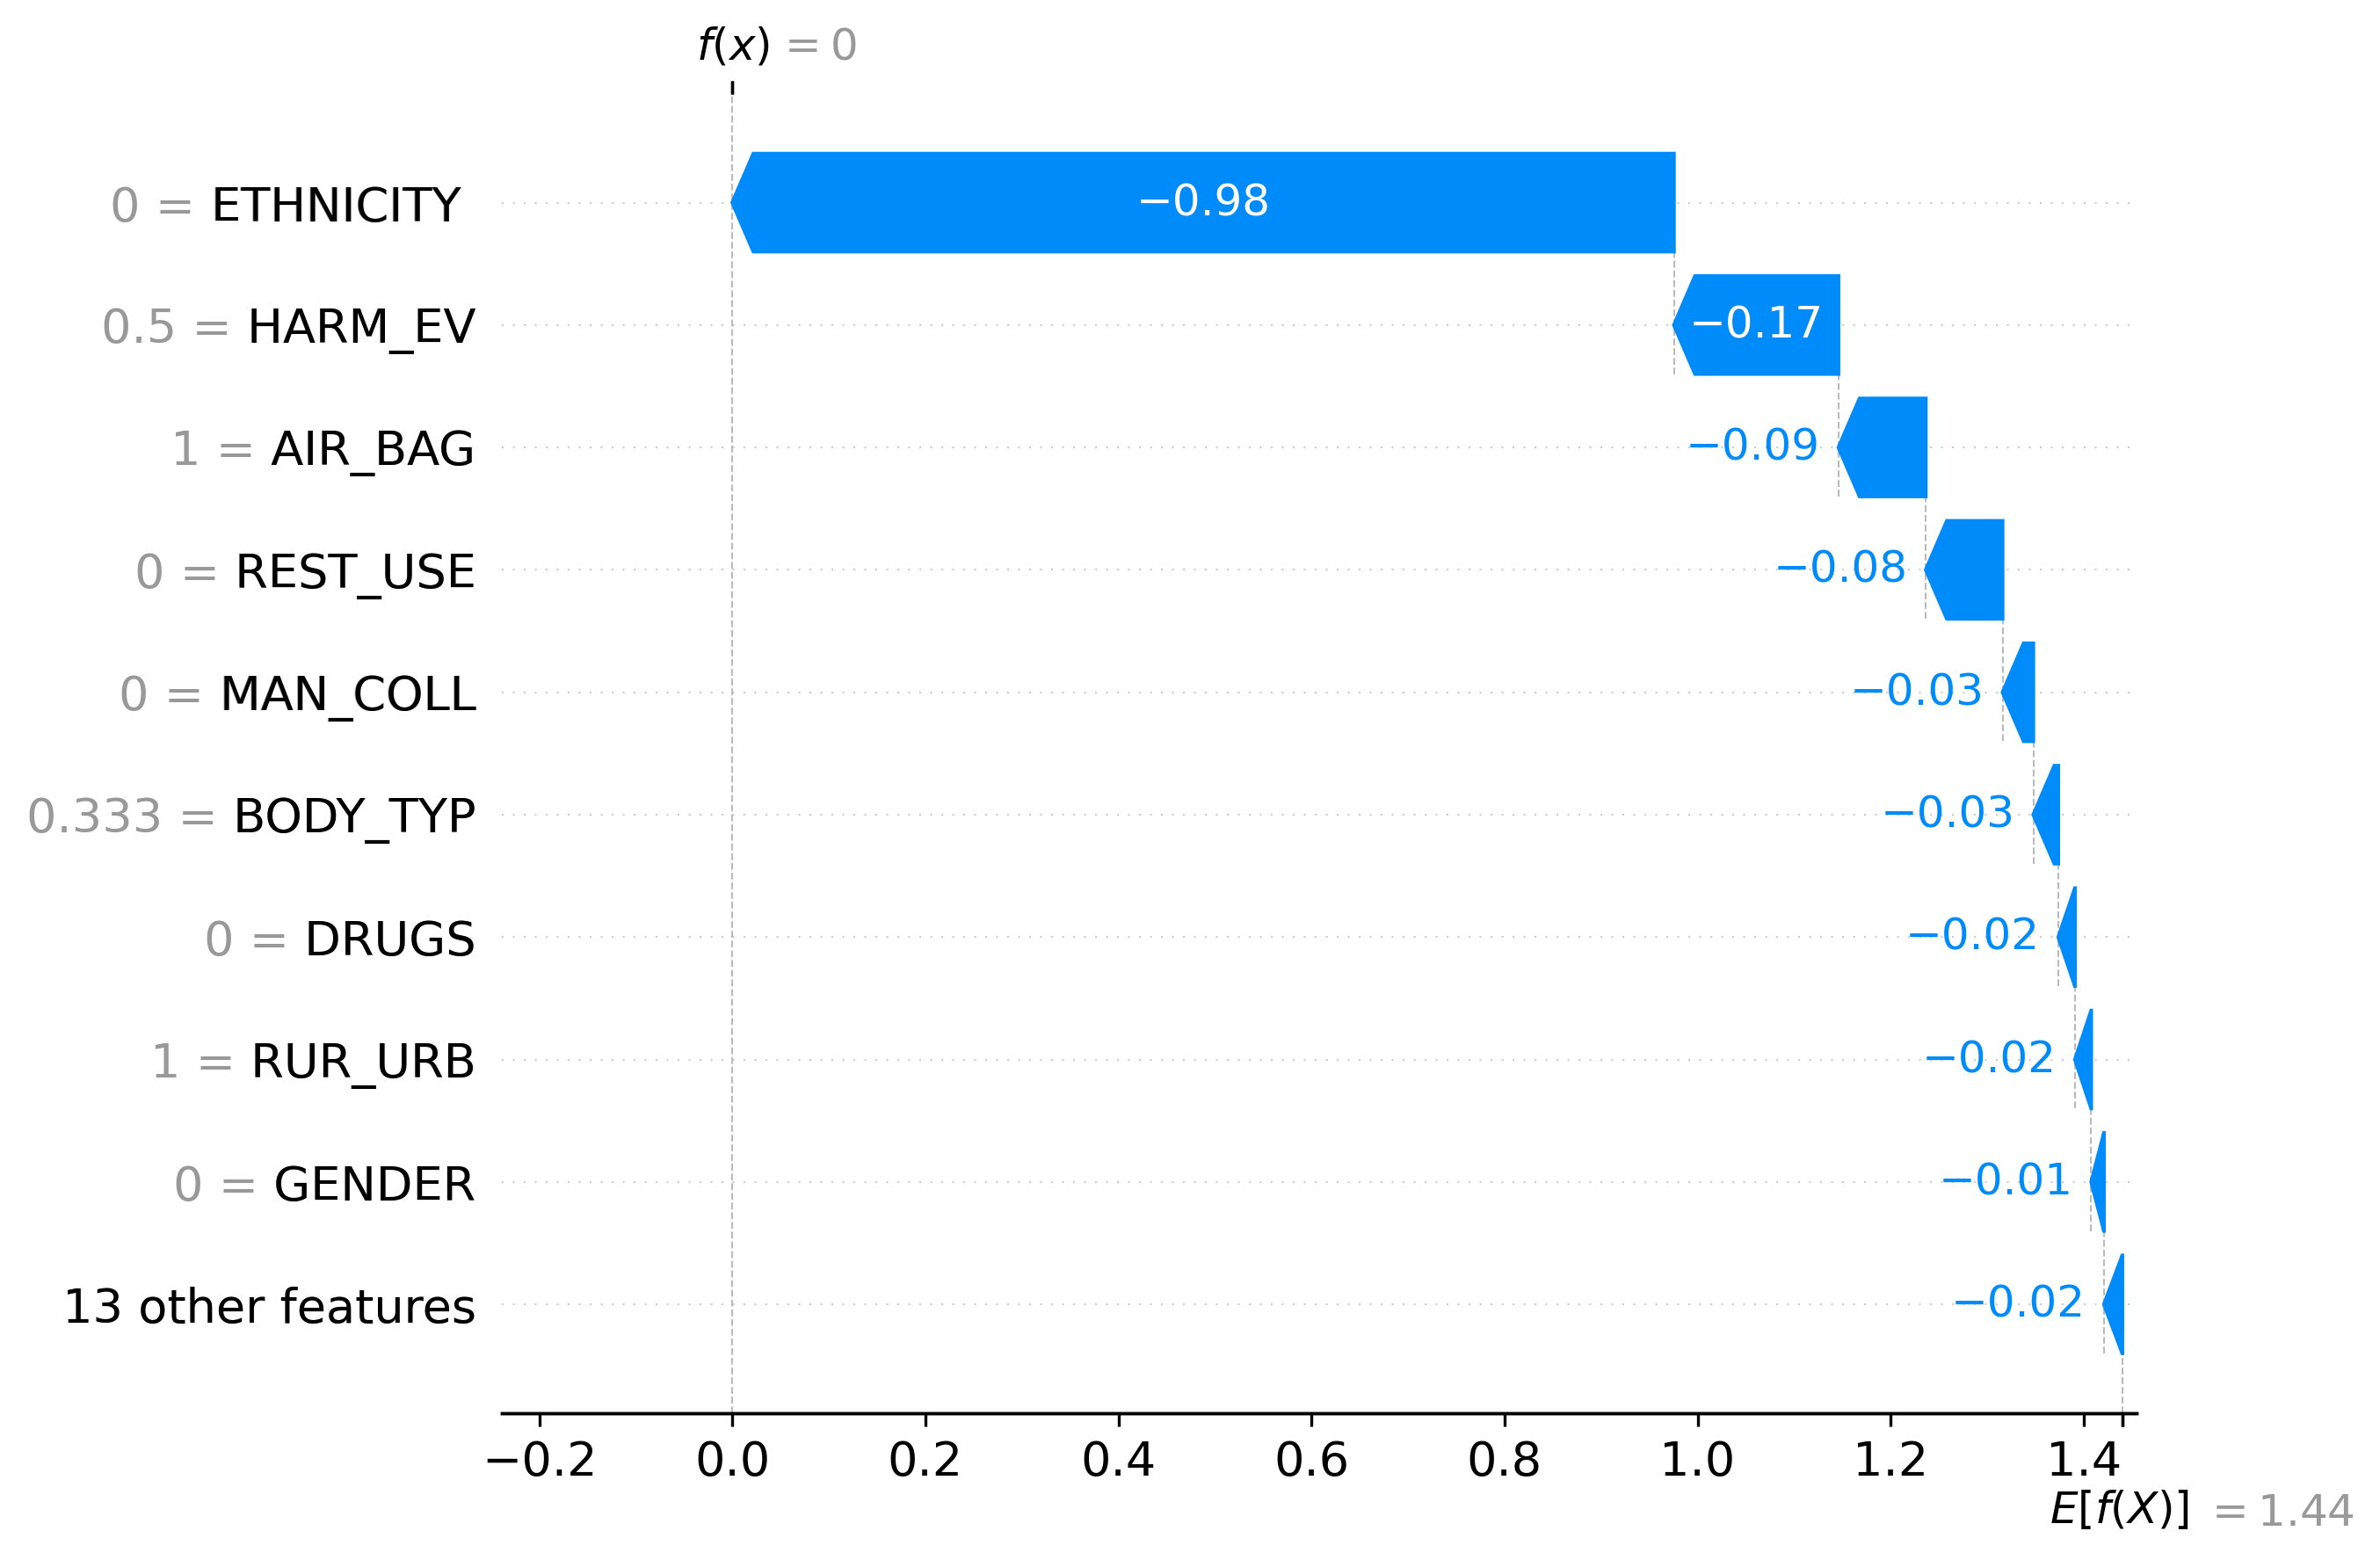 f(x) = 0
0 = ETHNICITY −0.98
0.5 = HARM_EV −0.17
1 = AIR_BAG −0.09
0 = REST_USE −0.08
0 = MAN_COLL −0.03
0.333 = BODY_TYP −0.03
0 = DRUGS −0.02
1 = RUR_URB −0.02
0 = GENDER −0.01
13 other features −0.02
−0.2 0.0 0.2 0.4 0.6 0.8 1.0 1.2 1.4
E[f(X)] = 1.44